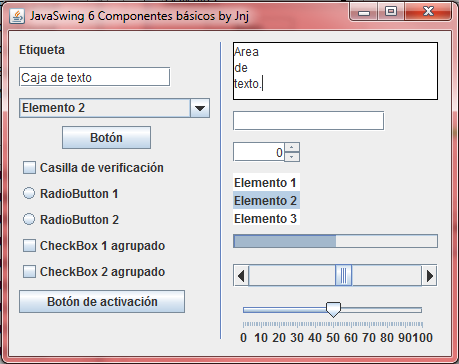 JavaSwing 6 Componentes básicos by Jnj
Etiqueta
Caja de texto
Elemento 2
Botón
Casilla de verificación
RadioButton 1
RadioButton 2
CheckBox 1 agrupado
CheckBox 2 agrupado
Botón de activación
Area
de
texto.
0
Elemento 1
Elemento 2
Elemento 3
0 10 20 30 40 50 60 70 80 90 100